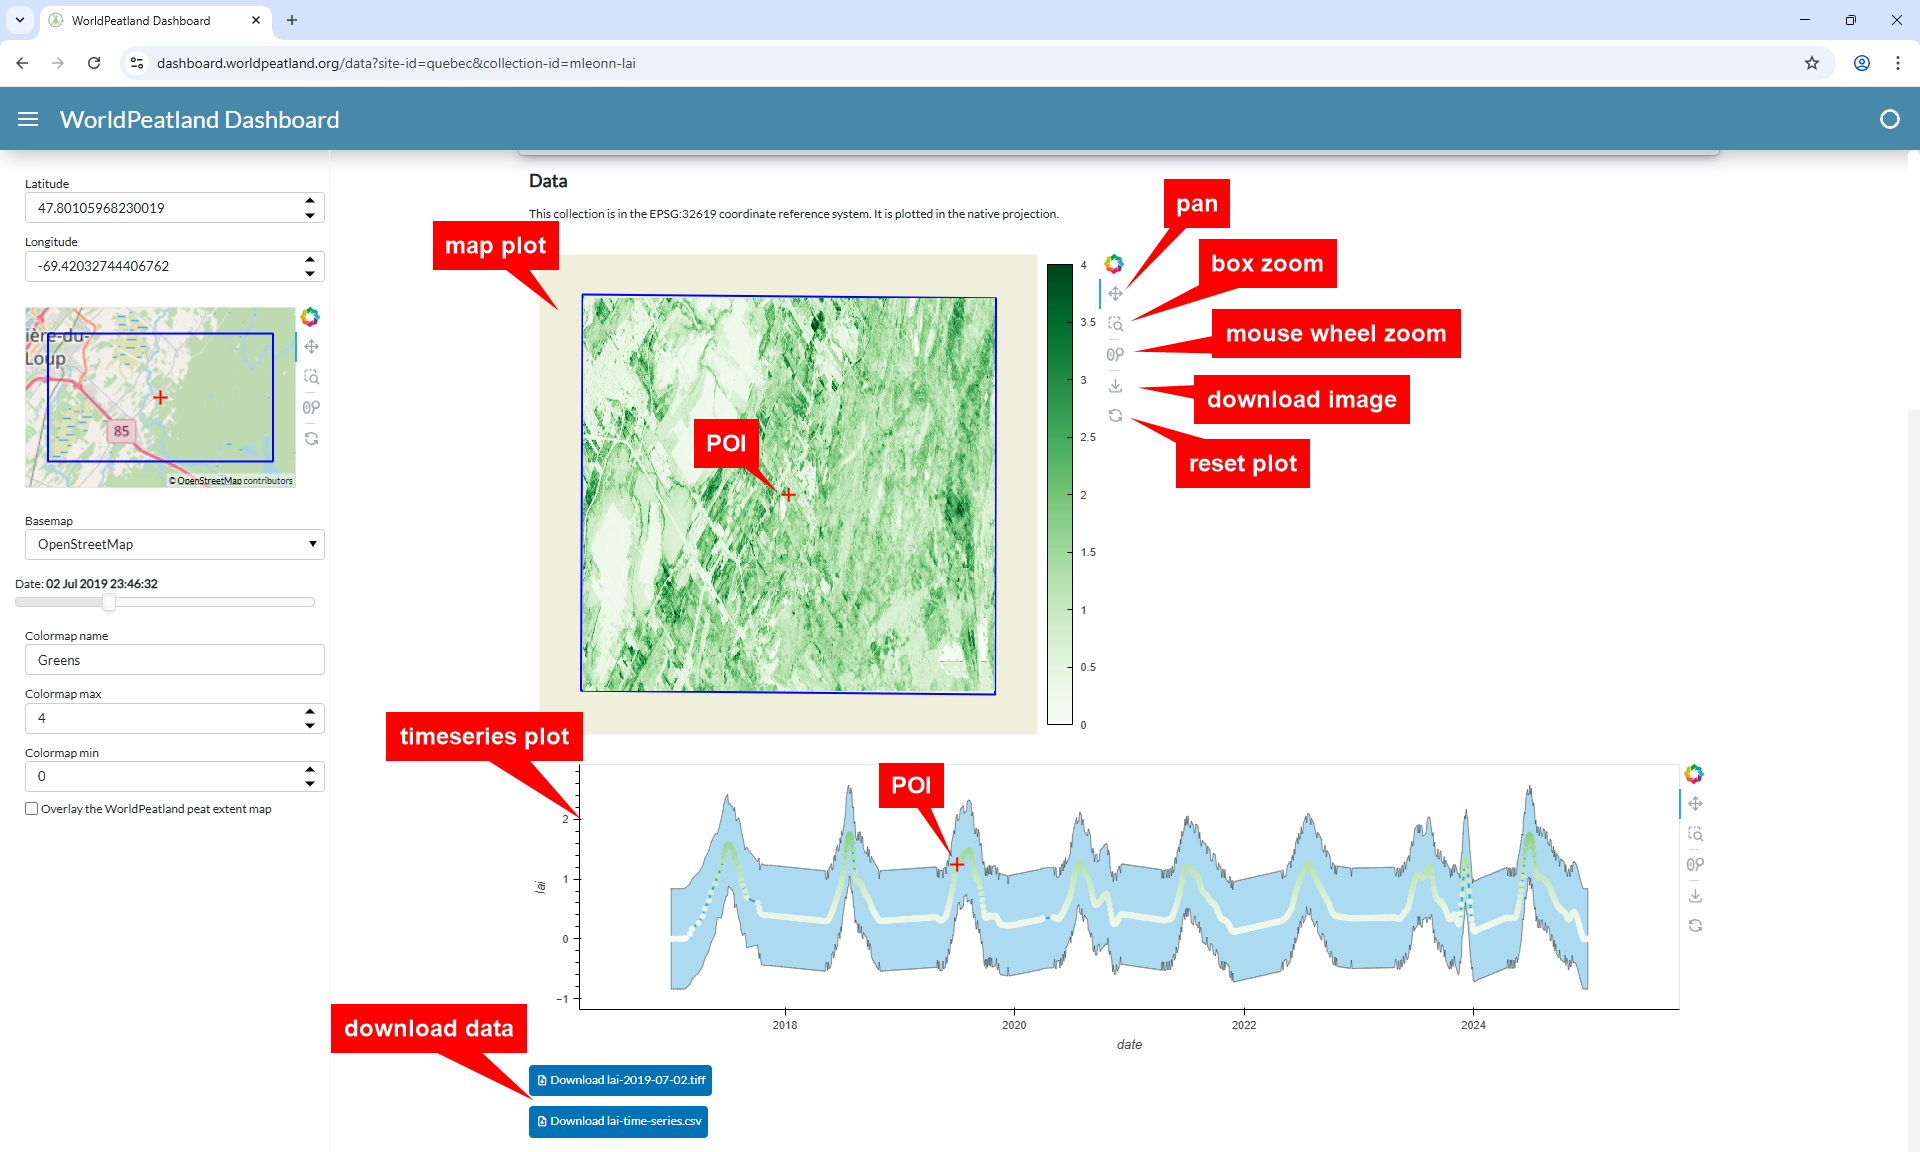 WorldPeatland Dashboard
dashboard.worldpeatland.org/data?site-id=quebec&collection-id=mleonn-lai
WorldPeatland Dashboard
Latitude
47.80105968230019
Longitude
-69.42032744406762
ière-du-
Loup
85
© OpenStreetMap contributors
Basemap
OpenStreetMap
Date: 02 Jul 2019 23:46:32
Colormap name
Greens
Colormap max
4
Colormap min
0
Overlay the WorldPeatland peat extent map
Data
This collection is in the EPSG:32619 coordinate reference system. It is plotted in the native projection.
map plot
POI
4
3.5
3
2.5
2
1.5
1
0.5
0
pan
box zoom
mouse wheel zoom
download image
reset plot
timeseries plot
POI
2
1
0
−1
lai
2018
2020
2022
2024
date
download data
Download lai-2019-07-02.tiff
Download lai-time-series.csv